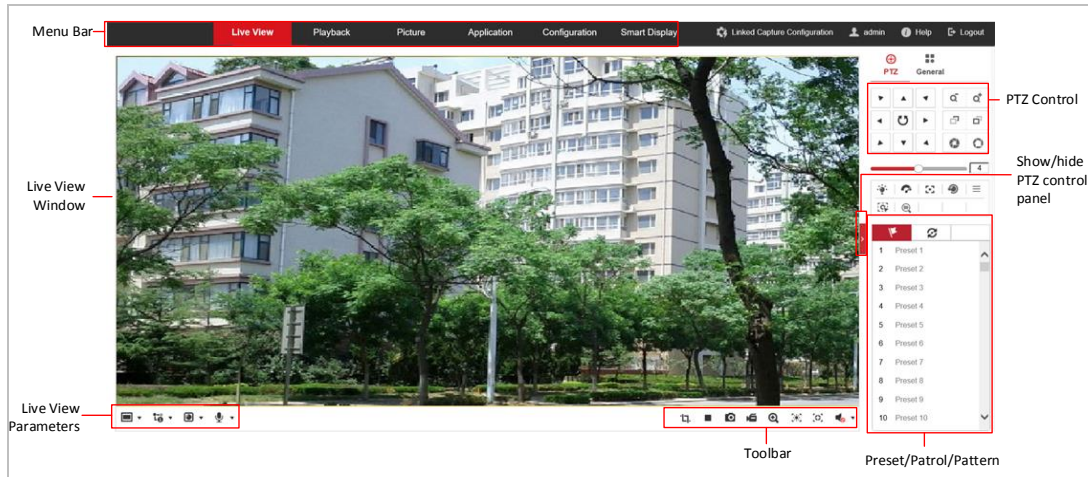 Menu Bar
Live View
Playback
Picture
Application
Configuration
Smart Display
Linked Capture Configuration
admin
Help
Logout
PTZ
General
PTZ Control
4
Show/hide
PTZ control
panel
Live View
Window
1 Preset 1
2 Preset 2
3 Preset 3
4 Preset 4
5 Preset 5
6 Preset 6
7 Preset 7
8 Preset 8
9 Preset 9
10 Preset 10
Live View
Parameters
Toolbar
Preset/Patrol/Pattern